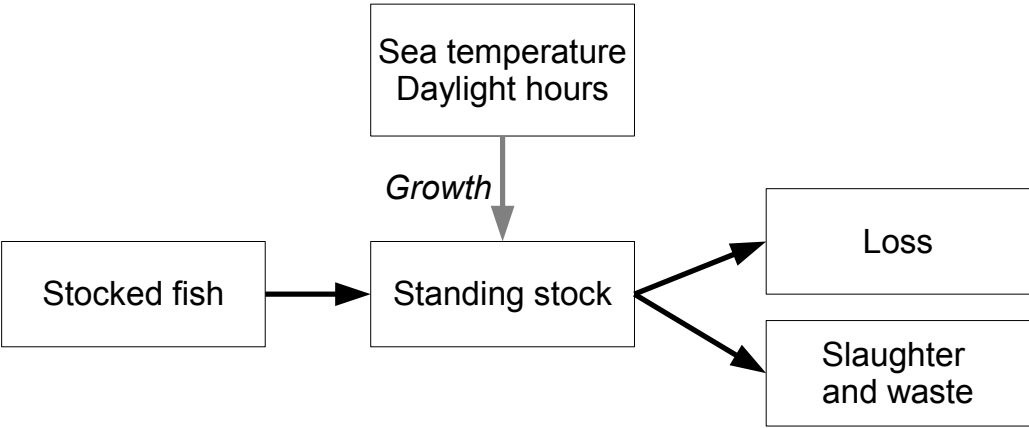 Sea temperature
Daylight hours
Growth
Stocked fish
Standing stock
Loss
Slaughter
and waste